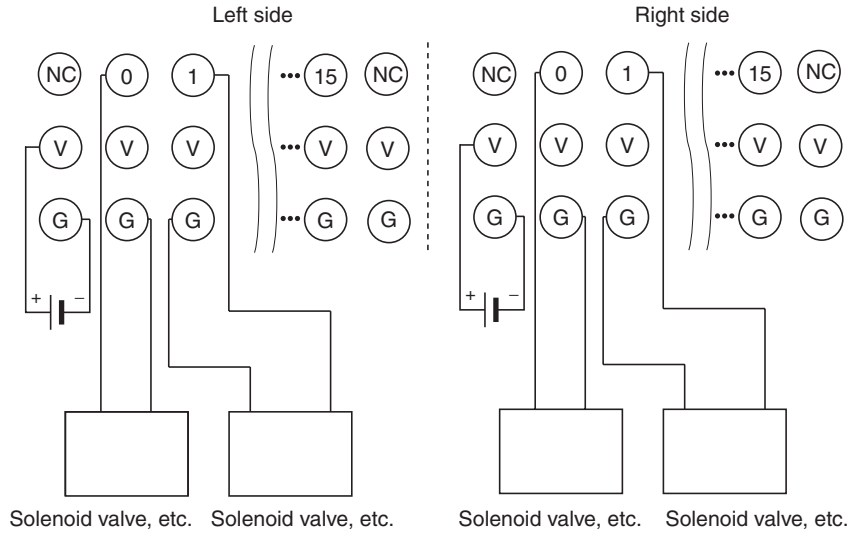 Left side Right side
NC 0 1 ••• 15 NC NC 0 1 ••• 15 NC
V V V ••• V V V V V ••• V V
G G G ••• G G G G G ••• G G
+ − + −
Solenoid valve, etc. Solenoid valve, etc. Solenoid valve, etc. Solenoid valve, etc.